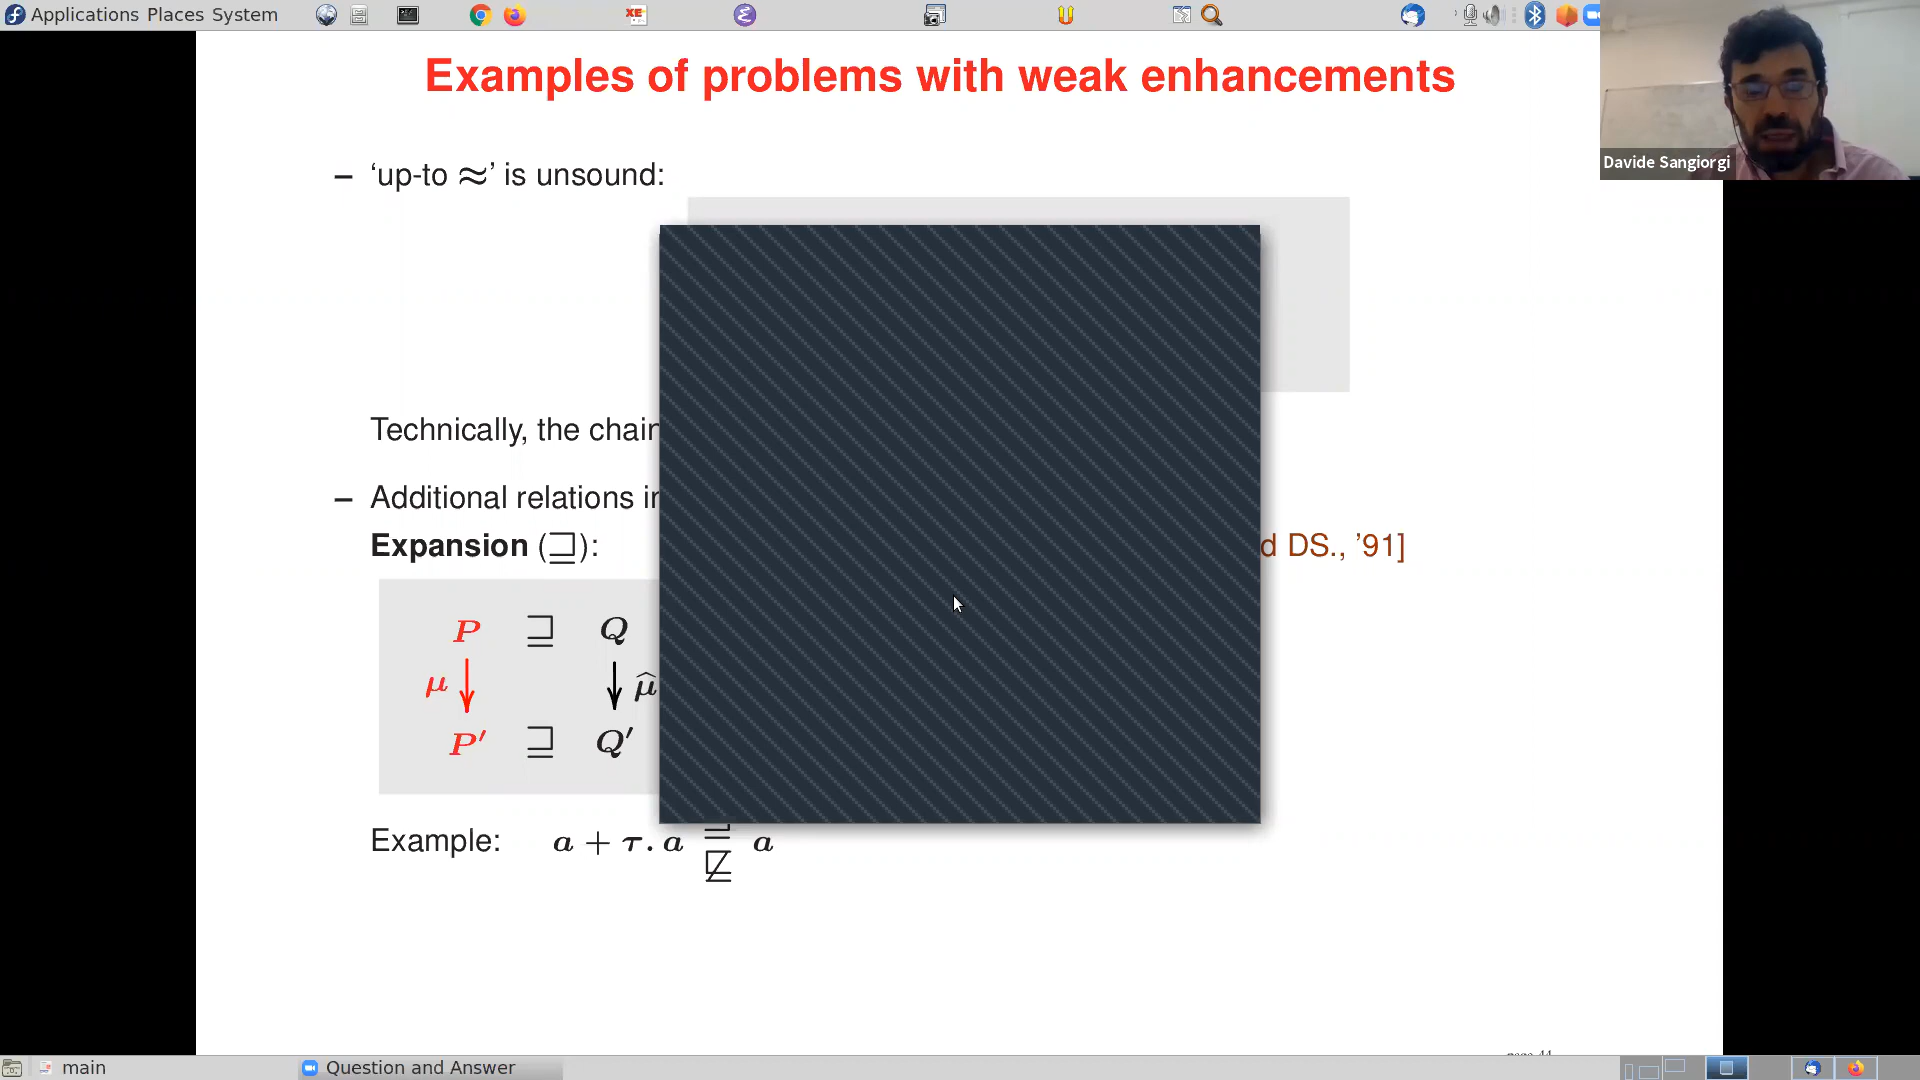 Applications Places System
Examples of problems with weak enhancements
Davide Sangiorgi
– ‘up-to ≈’ is unsound:
Technically, the chain
– Additional relations
Expansion (⊒):
DS., ’91]
P ⊒ Q
μ μ̂
P′ ⊒ Q′
Example: a + τ. a ⋢ a
main
Question and Answer